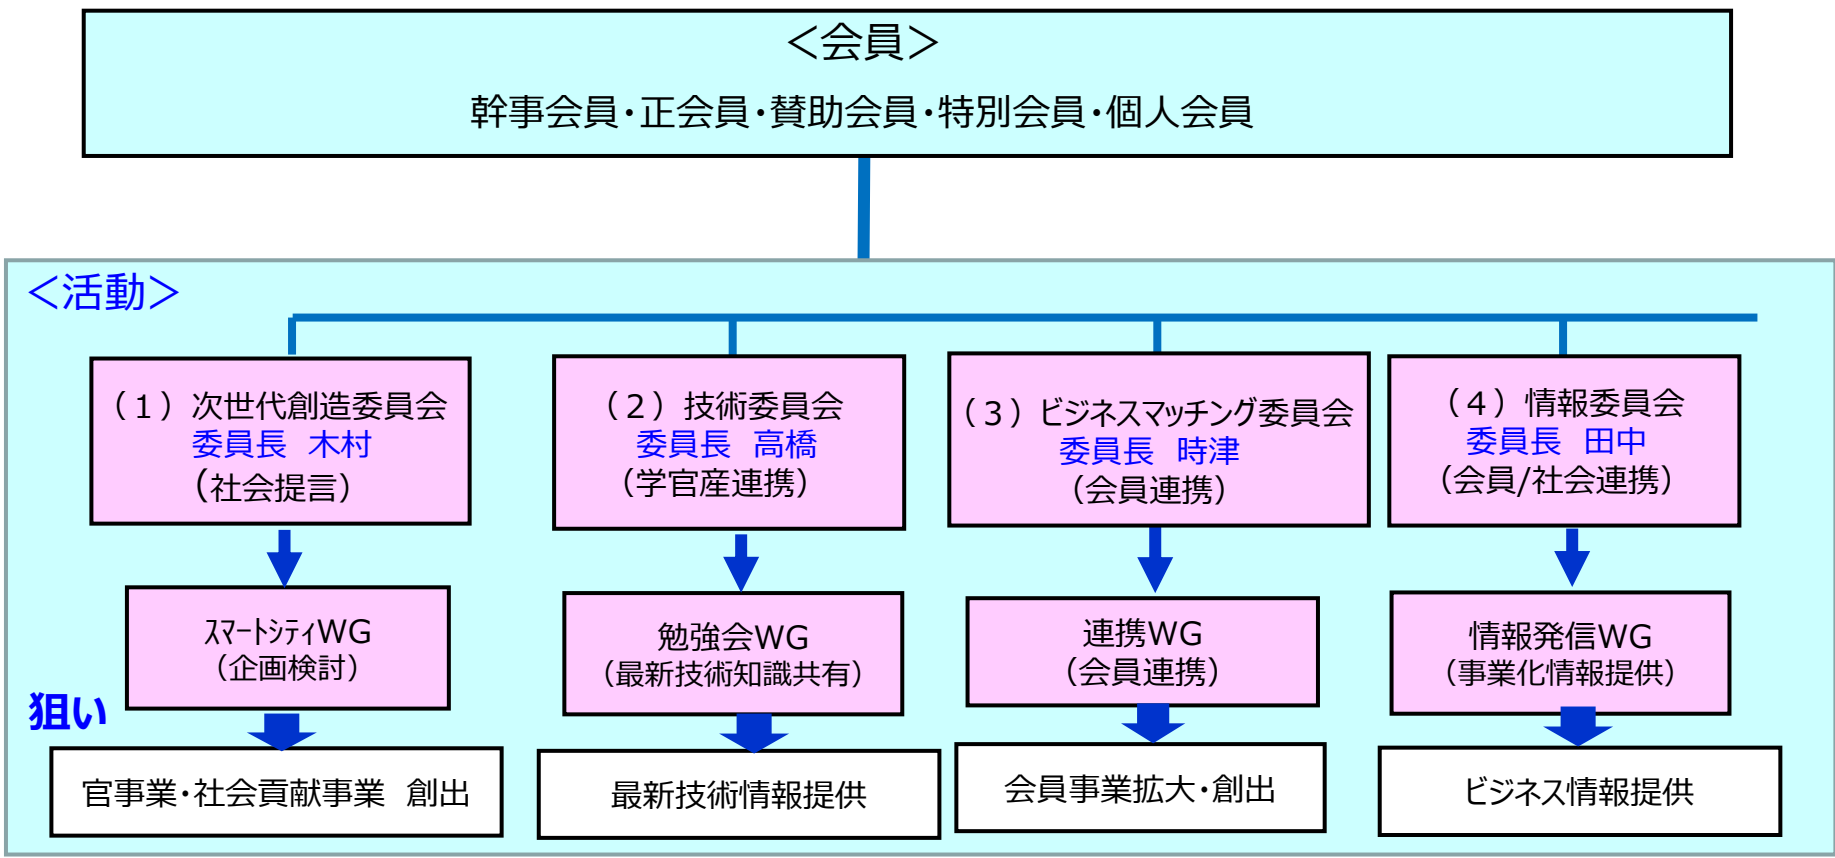 ＜会員＞
幹事会員・正会員・賛助会員・特別会員・個人会員
＜活動＞
（１）次世代創造委員会
委員長　木村
（社会提言）
（２）技術委員会
委員長　高橋
（学官産連携）
（３）ビジネスマッチング委員会
委員長　時津
（会員連携）
（４）情報委員会
委員長　田中
（会員/社会連携）
ｽﾏｰﾄｼﾃｨWG
（企画検討）
勉強会WG
（最新技術知識共有）
連携WG
（会員連携）
情報発信WG
（事業化情報提供）
狙い
官事業・社会貢献事業　創出
最新技術情報提供
会員事業拡大・創出
ビジネス情報提供